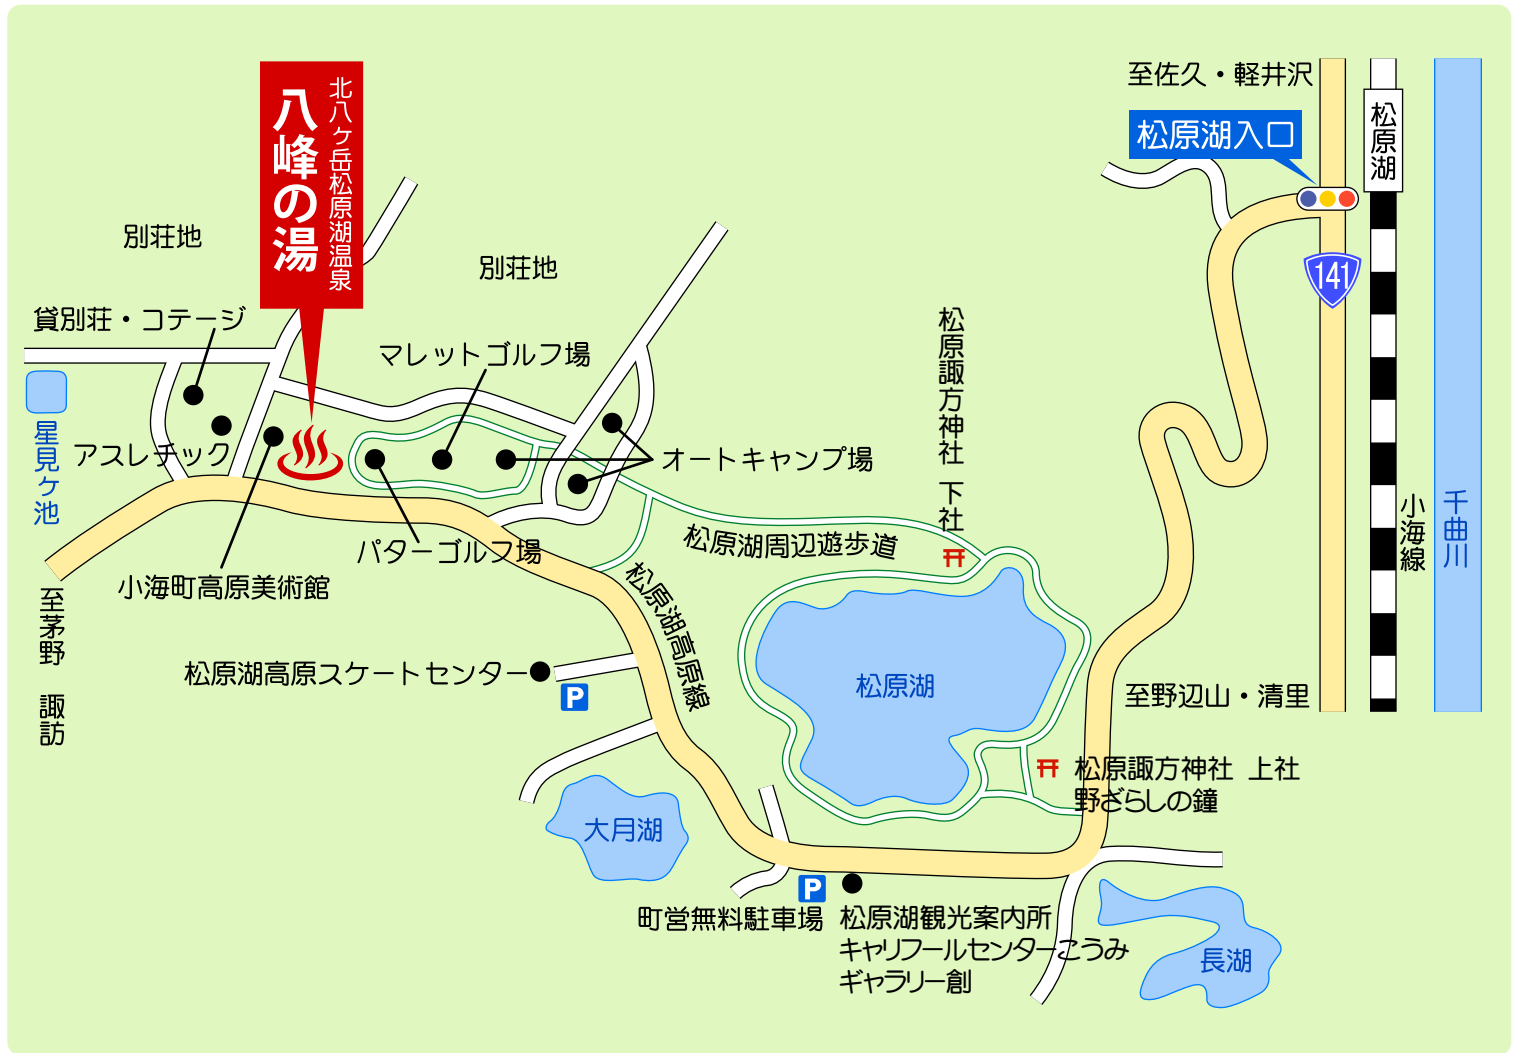 至佐久・軽井沢
松原湖入口
松原湖
141
北八ヶ岳松原湖温泉
八峰の湯
別荘地
別荘地
貸別荘・コテージ
マレットゴルフ場
星見ヶ池
アスレチック
オートキャンプ場
松原諏方神社 下社
パターゴルフ場
小海町高原美術館
松原湖周辺遊歩道
松原湖高原線
小海線
千曲川
至茅野 諏訪
松原湖高原スケートセンター
P
松原湖
至野辺山・清里
松原諏方神社 上社
野ざらしの鐘
大月湖
P
町営無料駐車場
松原湖観光案内所
キャリフールセンターこうみ
ギャラリー創
長湖